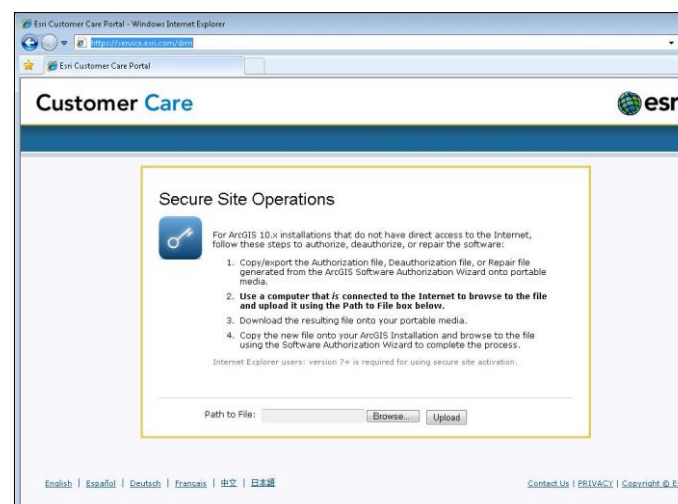 Esri Customer Care Portal - Windows Internet Explorer
https://service.esri.com/drm
Esri Customer Care Portal
Customer Care
esr
Secure Site Operations
For ArcGIS 10.x installations that do not have direct access to the Internet,
follow these steps to authorize, deauthorize, or repair the software:
1. Copy/export the Authorization file, Deauthorization file, or Repair file
generated from the ArcGIS Software Authorization Wizard onto portable
media.
2. Use a computer that is connected to the Internet to browse to the file
and upload it using the Path to File box below.
3. Download the resulting file onto your portable media.
4. Copy the new file onto your ArcGIS Installation and browse to the file
using the Software Authorization Wizard to complete the process.
Internet Explorer users: version 7+ is required for using secure site activation.
Path to File: Browse... Upload
English | Español | Deutsch | Français | 中文 | 日本語
Contact Us | PRIVACY | Copyright © E